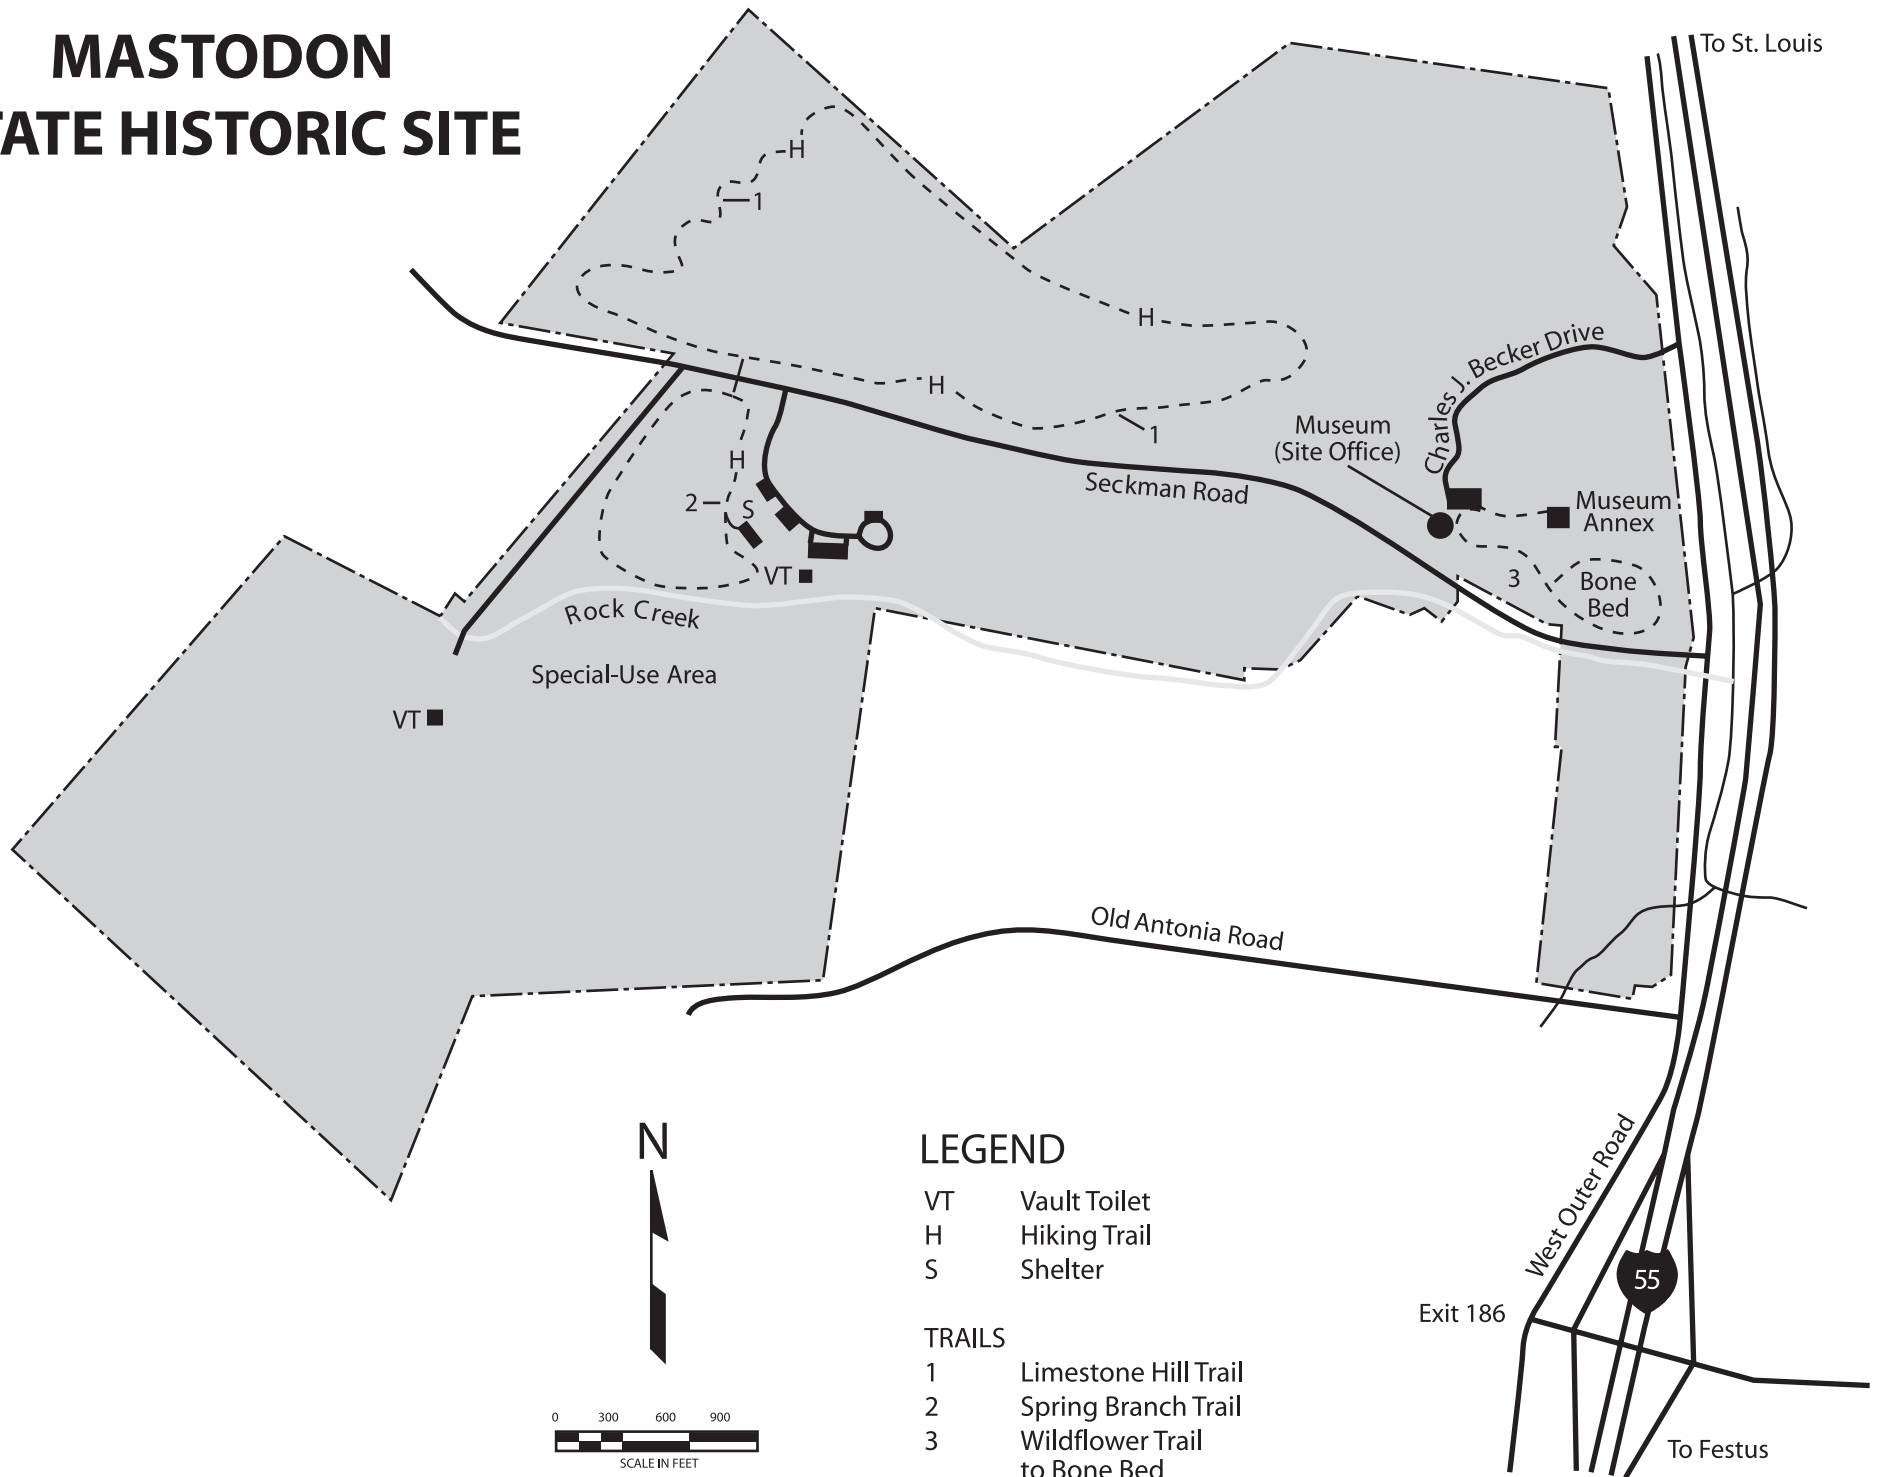 MASTODON
TATE HISTORIC SITE
To St. Louis
H
1
H
H
1
Charles J. Becker Drive
Museum
(Site Office)
Seckman Road
Museum
Annex
H
2
S
VT
3
Bone
Bed
Rock Creek
Special-Use Area
VT
Old Antonia Road
N
LEGEND
VT Vault Toilet
H Hiking Trail
S Shelter
TRAILS
1 Limestone Hill Trail
2 Spring Branch Trail
3 Wildflower Trail
to Bone Bed
West Outer Road
55
Exit 186
To Festus
0 300 600 900
SCALE IN FEET